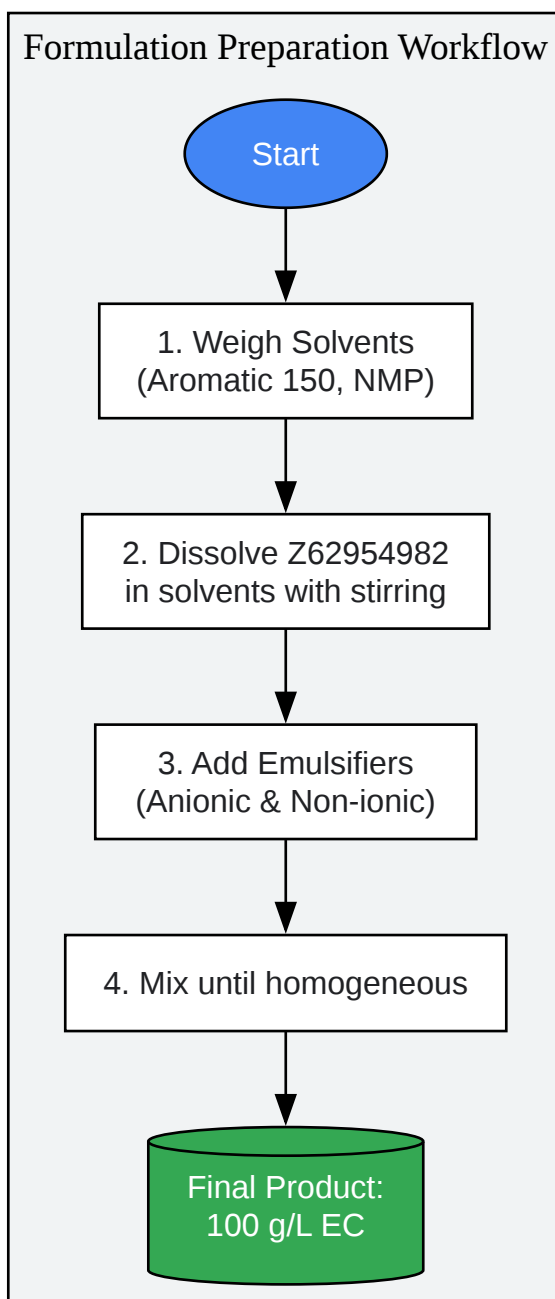 Formulation Preparation Workflow
Start
1. Weigh Solvents
(Aromatic 150, NMP)
2. Dissolve Z62954982
in solvents with stirring
3. Add Emulsifiers
(Anionic & Non-ionic)
4. Mix until homogeneous
Final Product:
100 g/L EC